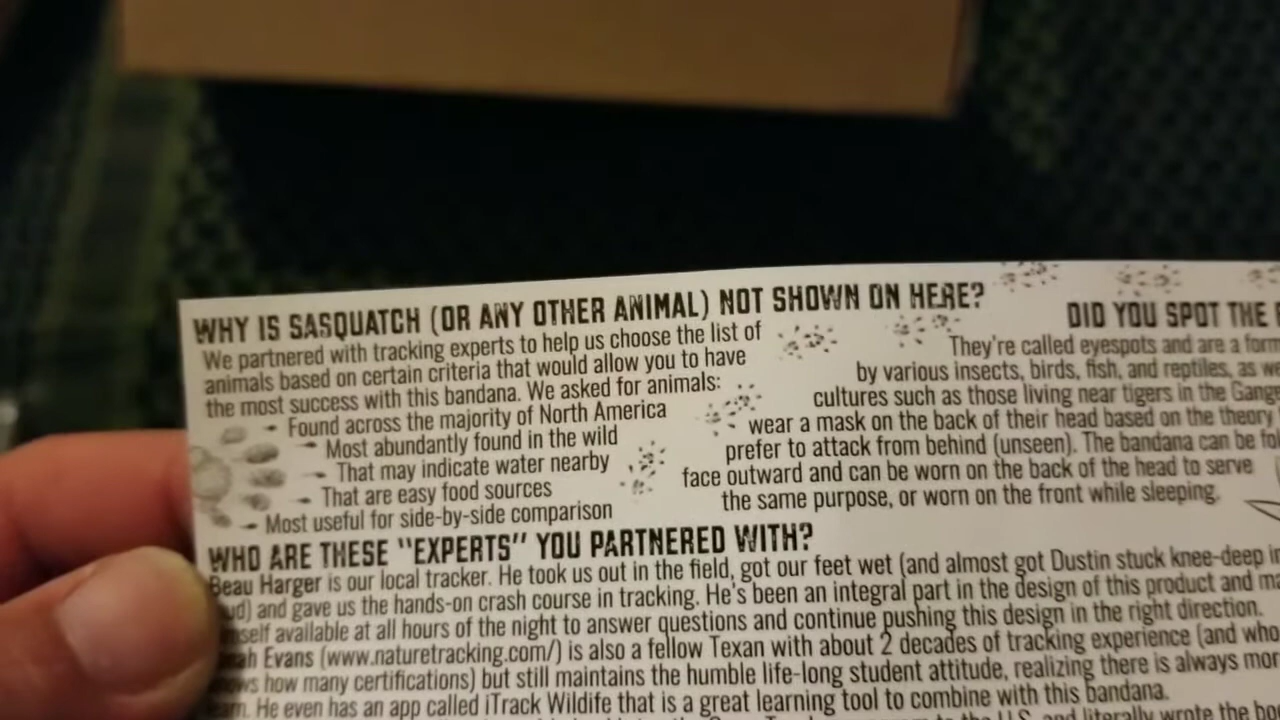 WHY IS SASQUATCH (OR ANY OTHER ANIMAL) NOT SHOWN ON HERE?
We partnered with tracking experts to help us choose the list of
animals based on certain criteria that would allow you to have
the most success with this bandana. We asked for animals:
- Found across the majority of North America
- Most abundantly found in the wild
- That may indicate water nearby
- That are easy food sources
- Most useful for side-by-side comparison
DID YOU SPOT THE
They're called eyespots and are a form
by various insects, birds, fish, and reptiles, as we
cultures such as those living near tigers in the Gang
wear a mask on the back of their head based on the theory
prefer to attack from behind (unseen). The bandana can be fo
face outward and can be worn on the back of the head to serve
the same purpose, or worn on the front while sleeping.
WHO ARE THESE "EXPERTS" YOU PARTNERED WITH?
Beau Harger is our local tracker. He took us out in the field, got our feet wet (and almost got Dustin stuck knee-deep in
ud) and gave us the hands-on crash course in tracking. He's been an integral part in the design of this product and ma
mself available at all hours of the night to answer questions and continue pushing this design in the right direction.
nah Evans (www.naturetracking.com/) is also a fellow Texan with about 2 decades of tracking experience (and who
ows how many certifications) but still maintains the humble life-long student attitude, realizing there is always mor
earn. He even has an app called iTrack Wildife that is a great learning tool to combine with this bandana.
the U.S. and literally wrote the boo